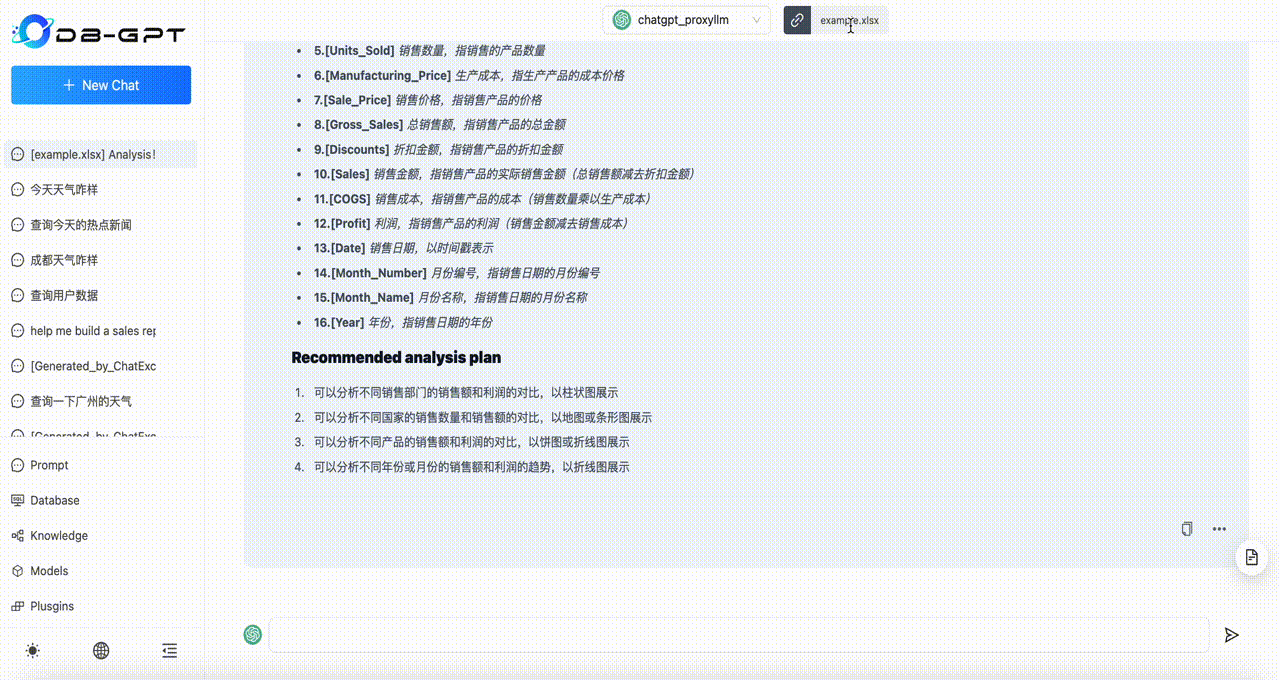 DB-GPT
+ New Chat
[example.xlsx] Analysis!
今天天气咋样
查询今天的热点新闻
成都天气咋样
查询用户数据
help me build a sales rep
[Generated_by_ChatExc
查询一下广州的天气
[Generated_by_ChatExc
Prompt
Database
Knowledge
Models
Plusgins
chatgpt_proxyllm
example.xlsx
• 5.[Units_Sold] 销售数量，指销售的产品数量
• 6.[Manufacturing_Price] 生产成本，指生产产品的成本价格
• 7.[Sale_Price] 销售价格，指销售产品的价格
• 8.[Gross_Sales] 总销售额，指销售产品的总金额
• 9.[Discounts] 折扣金额，指销售产品的折扣金额
• 10.[Sales] 销售金额，指销售产品的实际销售金额（总销售额减去折扣金额）
• 11.[COGS] 销售成本，指销售产品的成本（销售数量乘以生产成本）
• 12.[Profit] 利润，指销售产品的利润（销售金额减去销售成本）
• 13.[Date] 销售日期，以时间戳表示
• 14.[Month_Number] 月份编号，指销售日期的月份编号
• 15.[Month_Name] 月份名称，指销售日期的月份名称
• 16.[Year] 年份，指销售日期的年份
Recommended analysis plan
1. 可以分析不同销售部门的销售额和利润的对比，以柱状图展示
2. 可以分析不同国家的销售数量和销售额的对比，以地图或条形图展示
3. 可以分析不同产品的销售额和利润的对比，以饼图或折线图展示
4. 可以分析不同年份或月份的销售额和利润的趋势，以折线图展示